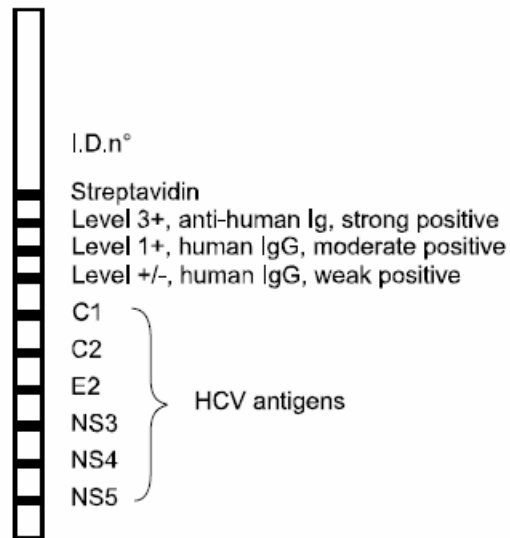 I.D.n°
Streptavidin
Level 3+, anti-human Ig, strong positive
Level 1+, human IgG, moderate positive
Level +/-, human IgG, weak positive
C1
C2
E2
HCV antigens
NS3
NS4
NS5